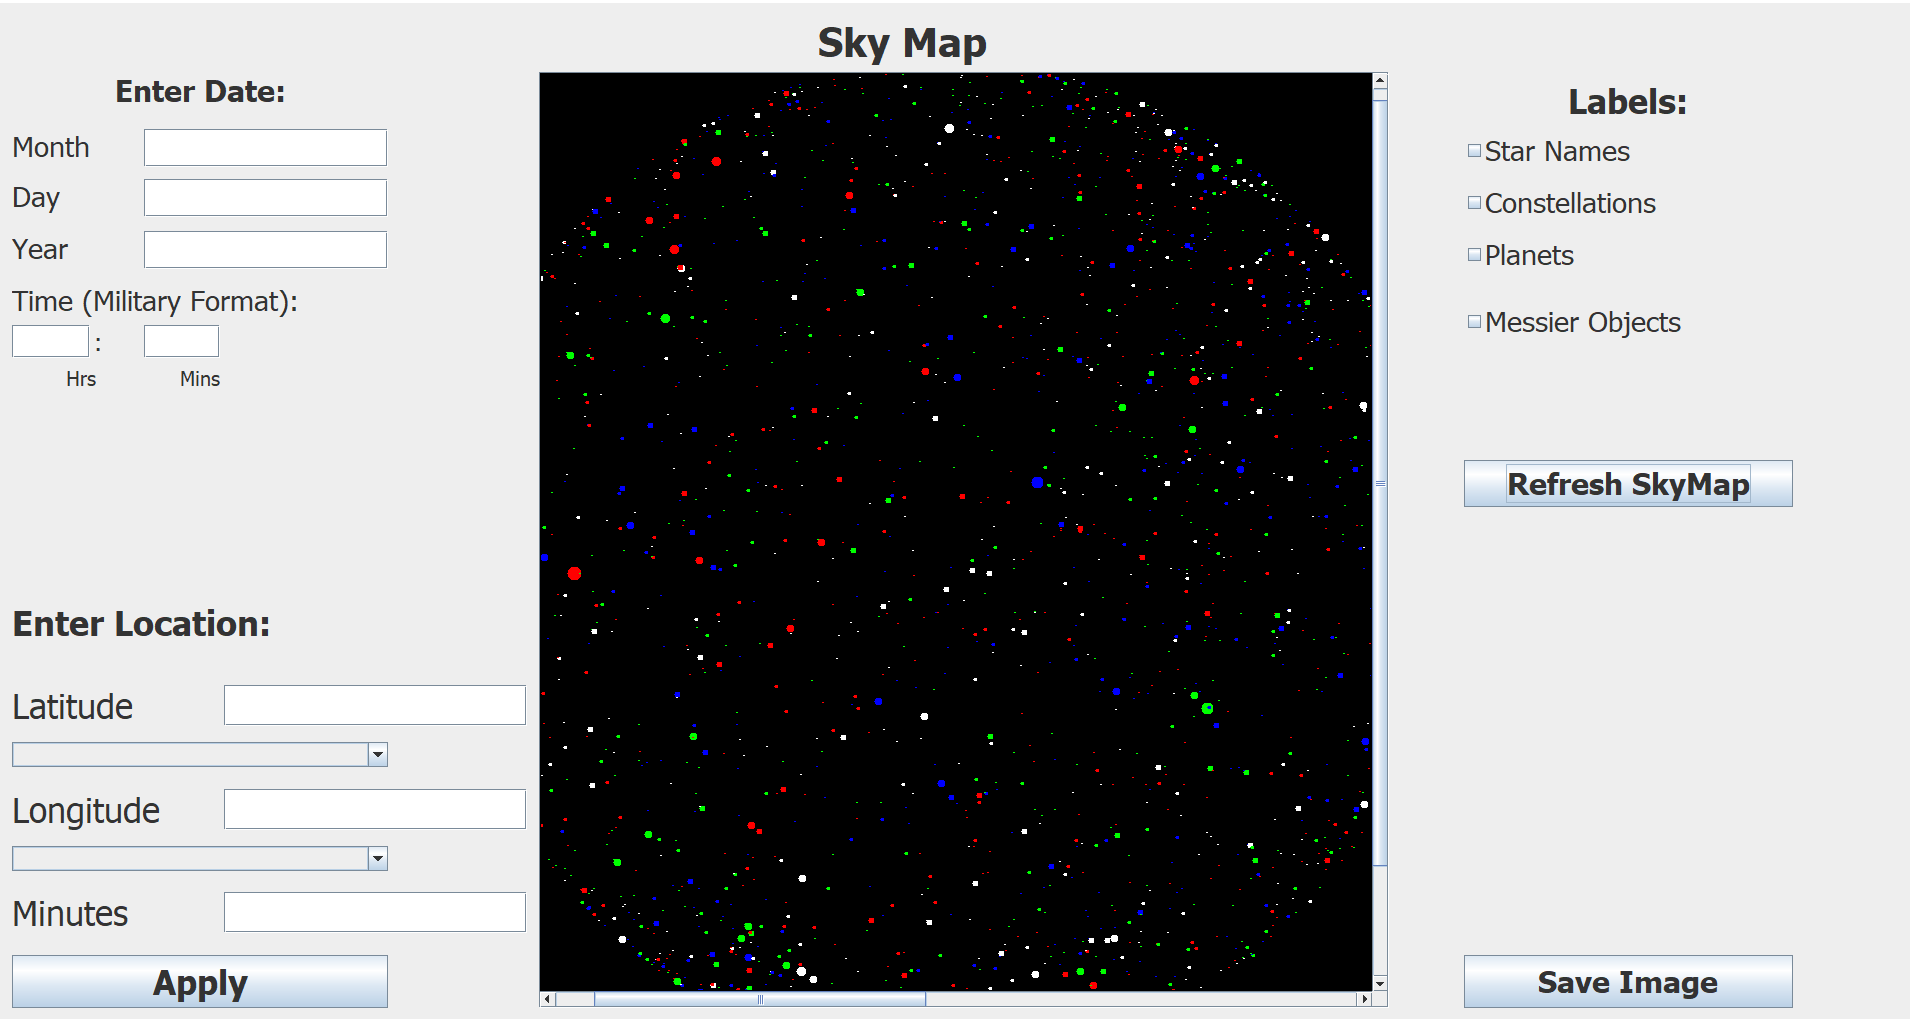 Sky Map
Enter Date:
Month
Day
Year
Time (Military Format):
:
Hrs Mins
Enter Location:
Latitude
Longitude
Minutes
Apply
Labels:
Star Names
Constellations
Planets
Messier Objects
Refresh SkyMap
Save Image